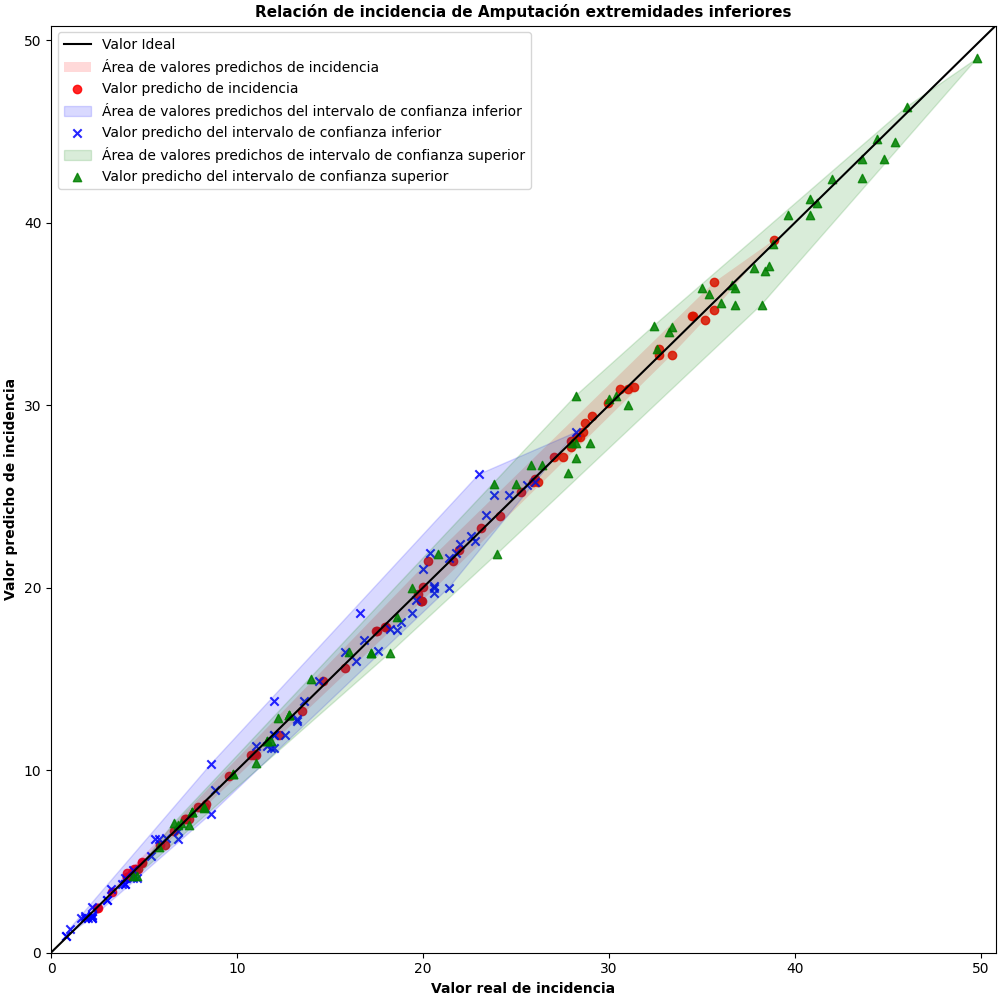 Relación de incidencia de Amputación extremidades inferiores
Valor Ideal
Área de valores predichos de incidencia
Valor predicho de incidencia
Área de valores predichos del intervalo de confianza inferior
Valor predicho del intervalo de confianza inferior
Área de valores predichos de intervalo de confianza superior
Valor predicho del intervalo de confianza superior
Valor predicho de incidencia
50
40
30
20
10
0
0 10 20 30 40 50
Valor real de incidencia